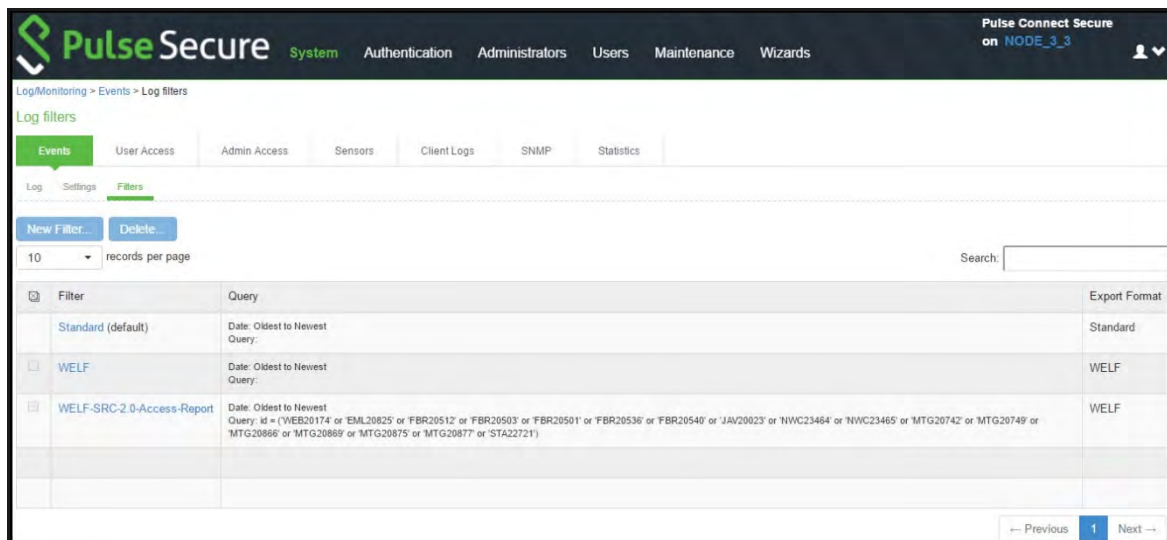 Pulse Secure
System Authentication Administrators Users Maintenance Wizards
Pulse Connect Secure
on NODE_3_3
Log/Monitoring > Events > Log filters
Log filters
Events User Access Admin Access Sensors Client Logs SNMP Statistics
Log Settings Filters
New Filter... Delete...
10 records per page
Search:
Filter Query Export Format
Standard (default) Date: Oldest to Newest Standard
Query:
WELF Date: Oldest to Newest WELF
Query:
WELF-SRC-2.0-Access-Report Date: Oldest to Newest WELF
Query: id = ('WEB20174' or 'EML20825' or 'FBR20512' or 'FBR20503' or 'FBR20501' or 'FBR20536' or 'FBR20540' or 'JAV20023' or 'NWC23464' or 'NWC23465' or 'MTG20742' or 'MTG20749' or
'MTG20866' or 'MTG20869' or 'MTG20875' or 'MTG20877' or 'STA22721')
← Previous 1 Next →